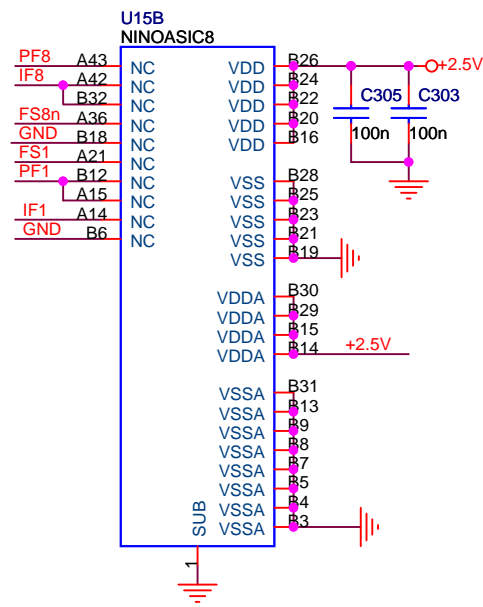 U15B
NINOASIC8
PF8 A43 NC VDD B26 +2.5V
IF8 A42 NC VDD B24
B32 NC VDD B22 C305 C303
FS8n A36 NC VDD B20
GND B18 NC VDD B16 100n 100n
FS1 A21 NC
PF1 B12 NC VSS B28
A15 NC VSS B25
IF1 A14 NC VSS B23
GND B6 NC VSS B21
VSS B19
VDDA B30
VDDA B29
VDDA B15
VDDA B14 +2.5V
VSSA B31
VSSA B13
VSSA B9
VSSA B8
VSSA B7
VSSA B5
VSSA B4
VSSA B3
SUB
1